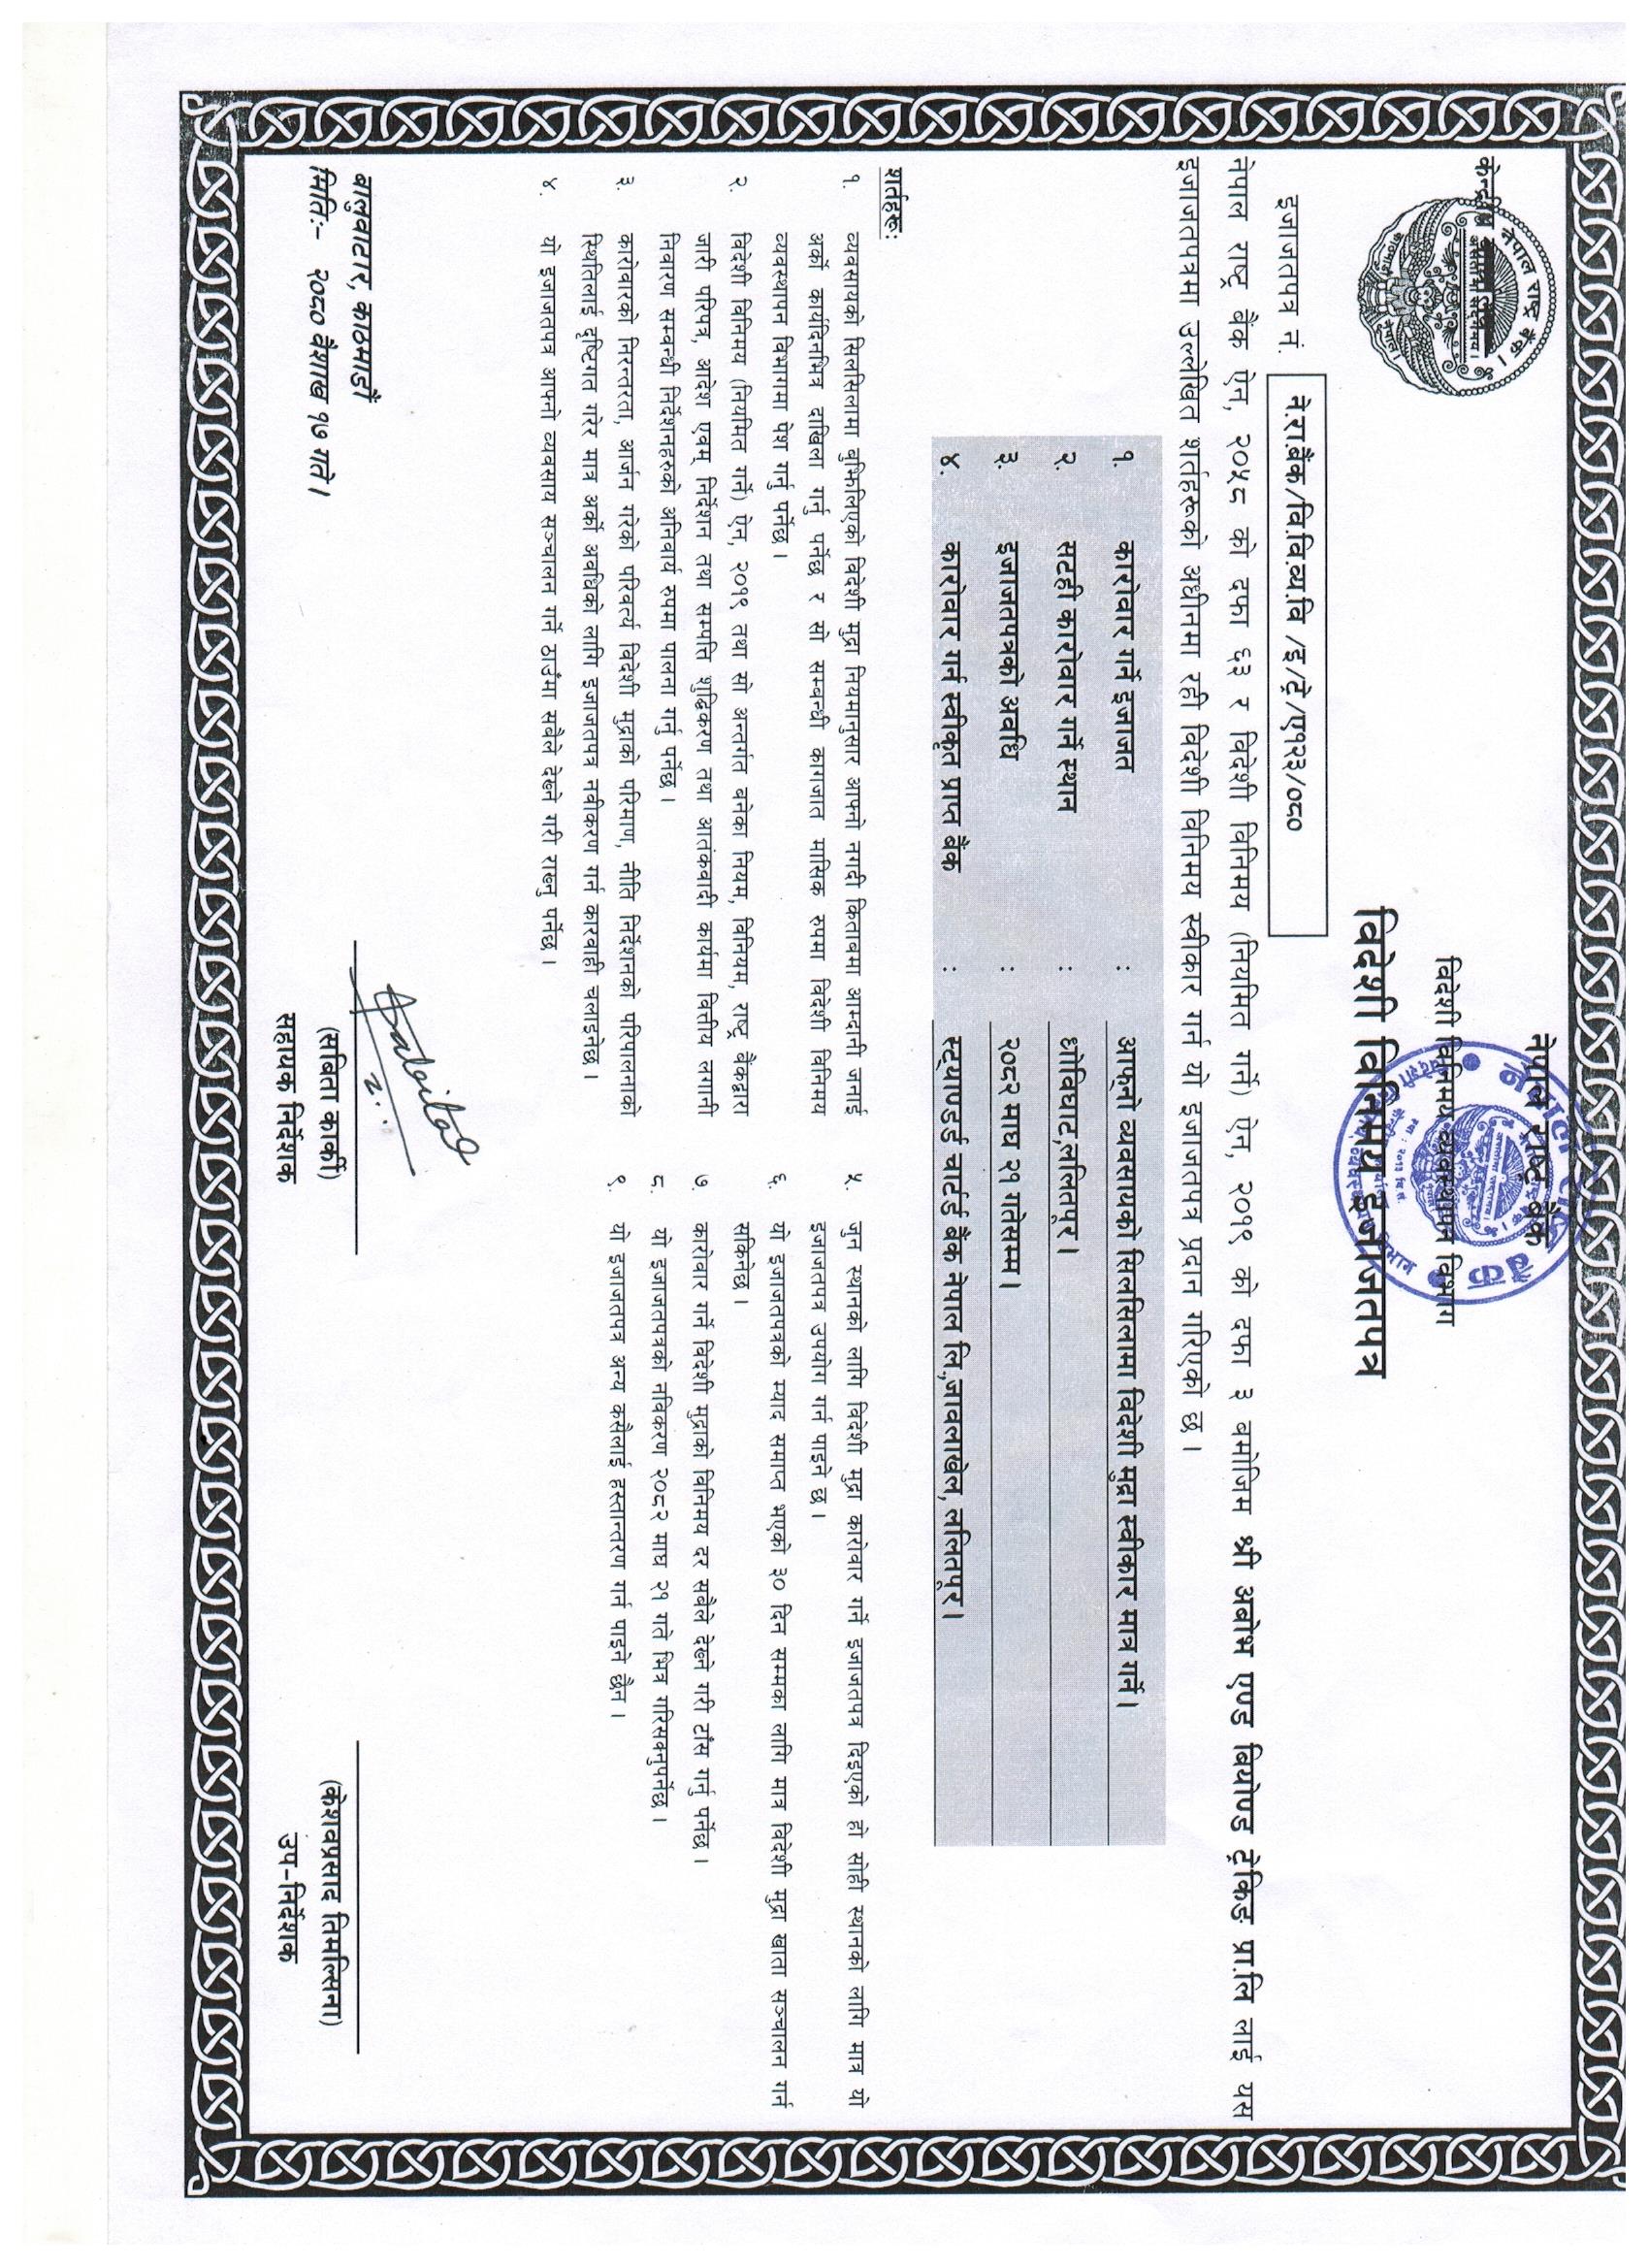 नेपाल राष्ट्र बैंक
केन्द्रीय कार्यालय
नेपाल राष्ट्र बैंक।
असतोमा सद्गमय।
काठमाडौं नेपाल।
विदेशी विनिमय व्यवस्थापन विभाग
विदेशी विनिमय इजाजतपत्र
नेपाल राष्ट्र बैंक
असतोमा सद्गमय।
स्था : २०१३ बि.सं.
केन्द्रीय कार्यालय
विदेशी विनिमय व्यवस्थापन विभाग
इजाजतपत्र नं. ने.रा.बैंक/वि.वि.व्य.वि /इ/ट्रे/ए१२३/०८०
नेपाल राष्ट्र बैंक ऐन, २०५८ को दफा ६३ र विदेशी विनिमय (नियमित गर्ने) ऐन, २०१९ को दफा ३ बमोजिम श्री अबोभ एण्ड बियोण्ड ट्रेकिङ प्रा.लि लाई यस
इजाजतपत्रमा उल्लेखित शर्तहरूको अधीनमा रही विदेशी विनिमय स्वीकार गर्न यो इजाजतपत्र प्रदान गरिएको छ।
१. कारोवार गर्ने इजाजत : आफ्नो व्यवसायको सिलसिलामा विदेशी मुद्रा स्वीकार मात्र गर्ने।
२. सटही कारोवार गर्ने स्थान : धोविघाट,ललितपूर।
३. इजाजतपत्रको अवधि : २०८२ माघ २१ गतेसम्म।
४. कारोवार गर्न स्वीकृत प्राप्त बैंक : स्ट्याण्डर्ड चार्टर्ड बैंक नेपाल लि.,जावलाखेल, ललितपूर।
शर्तहरू:
१. व्यवसायको सिलसिलामा बुझिलिएको विदेशी मुद्रा नियमानुसार आफ्नो नगदी किताबमा आम्दानी जनाई
अर्को कार्यदिनभित्र दाखिला गर्नु पर्नेछ र सो सम्बन्धी कागजात मासिक रुपमा विदेशी विनिमय
व्यवस्थापन विभागमा पेश गर्नु पर्नेछ।
२. विदेशी विनिमय (नियमित गर्ने) ऐन, २०१९ तथा सो अन्तर्गत बनेका नियम, विनियम, राष्ट्र बैंकद्वारा
जारी परिपत्र, आदेश एवम् निर्देशन तथा सम्पत्ति शुद्धिकरण तथा आतंकवादी कार्यमा वित्तीय लगानी
निवारण सम्बन्धी निर्देशनहरुको अनिवार्य रुपमा पालना गर्नु पर्नेछ।
३. कारोवारको निरन्तरता, आर्जन गरेको परिवर्त्य विदेशी मुद्राको परिमाण, नीति निर्देशनको परिपालनाको
स्थितिलाई दृष्टिगत गरेर मात्र अर्को अवधिको लागि इजाजतपत्र नवीकरण गर्न कारवाही चलाइनेछ।
४. यो इजाजतपत्र आफ्नो व्यवसाय सञ्चालन गर्ने ठाउँमा सबैले देख्ने गरी राख्नु पर्नेछ।
५. जुन स्थानको लागि विदेशी मुद्रा कारोवार गर्ने इजाजतपत्र दिइएको हो सोही स्थानको लागि मात्र यो
इजाजतपत्र उपयोग गर्न पाइने छ।
६. यो इजाजतपत्रको म्याद समाप्त भएको ३० दिन सम्मका लागि मात्र विदेशी मुद्रा खाता सञ्चालन गर्न
सकिनेछ।
७. कारोवार गर्ने विदेशी मुद्राको विनिमय दर सबैले देख्ने गरी टाँस गर्नु पर्नेछ।
८. यो इजाजतपत्रको नविकरण २०८२ माघ २१ गते भित्र गरिसक्नुपर्नेछ।
९. यो इजाजतपत्र अन्य कसैलाई हस्तान्तरण गर्न पाइने छैन।
Sabita
बालुवाटार, काठमाडौं
मितिः- २०८० वैशाख १७ गते।
(सबिता कार्की)
सहायक निर्देशक
(केशवप्रसाद तिमल्सिना)
उप-निर्देशक